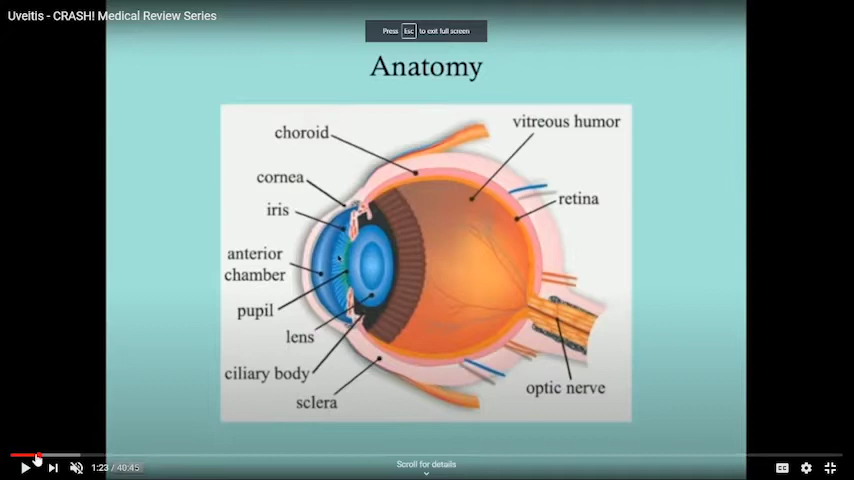 Uveitis - CRASH! Medical Review Series
Press Esc to exit full screen
Anatomy
choroid
vitreous humor
cornea
retina
iris
anterior
chamber
pupil
lens
ciliary body
optic nerve
sclera
Scroll for details
1:23 / 40:45
CC